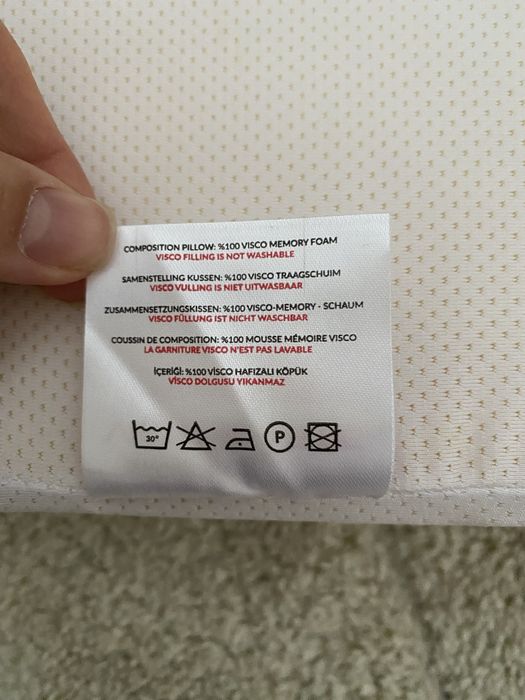 COMPOSITION PILLOW: %100 VISCO MEMORY FOAM
VISCO FILLING IS NOT WASHABLE
SAMENSTELLING KUSSEN: %100 VISCO TRAAGSCHUIM
VISCO VULLING IS NIET UITWASBAAR
ZUSAMMENSETZUNGSKISSEN: %100 VISCO-MEMORY - SCHAUM
VISCO FÜLLUNG IST NICHT WASCHBAR
COUSSIN DE COMPOSITION: %100 MOUSSE MÉMOIRE VISCO
LA GARNITURE VISCO N'EST PAS LAVABLE
İÇERİĞİ: %100 VİSCO HAFIZALI KÖPÜK
VİSCO DOLGUSU YIKANMAZ
30° P